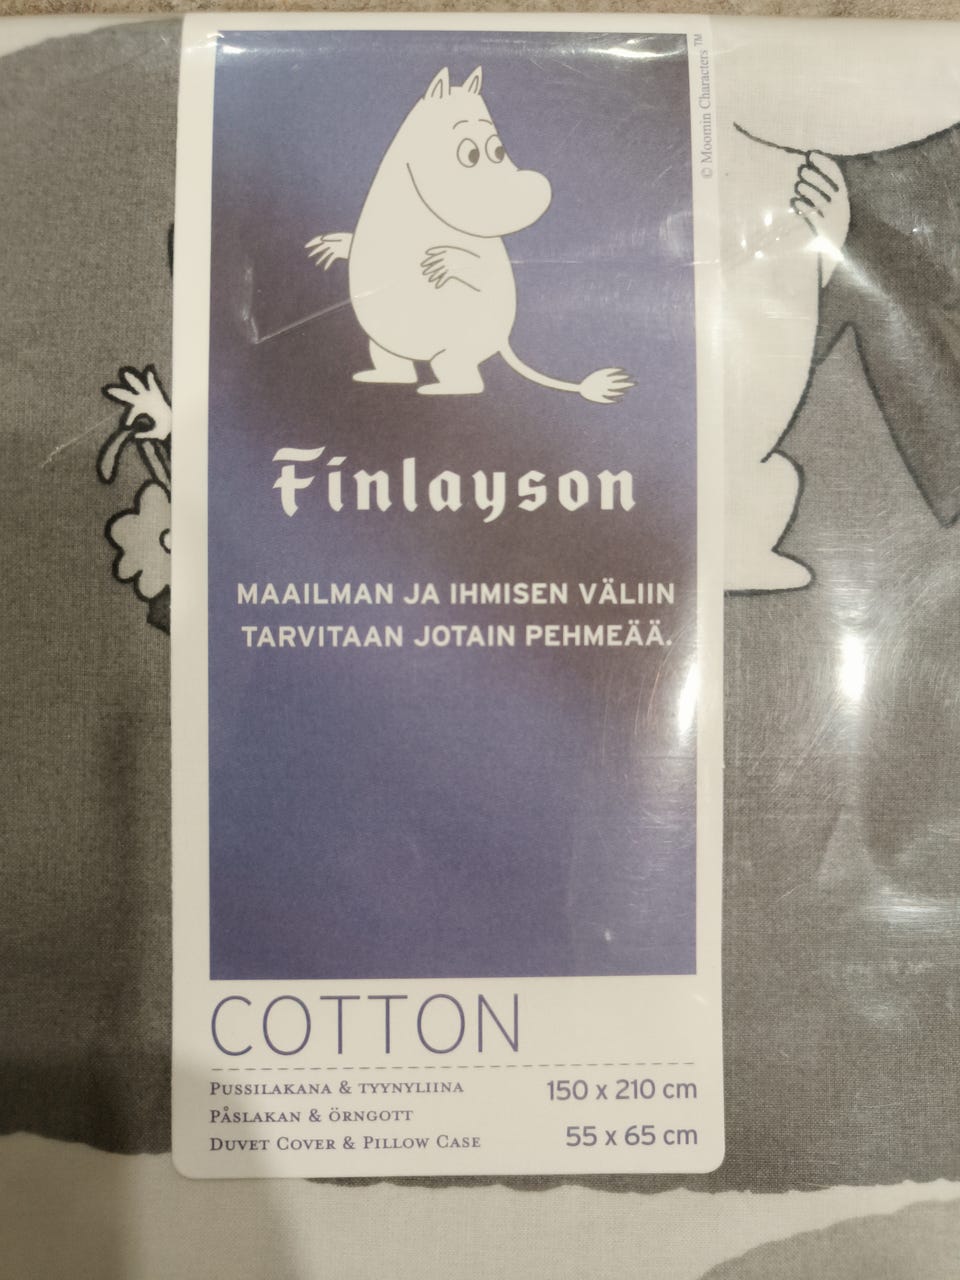 © Moomin Characters™
Finlayson
MAAILMAN JA IHMISEN VÄLIIN
TARVITAAN JOTAIN PEHMEÄÄ.
COTTON
PUSSILAKANA & TYYNYLIINA 150 x 210 cm
PÅSLAKAN & ÖRNGOTT
DUVET COVER & PILLOW CASE 55 x 65 cm